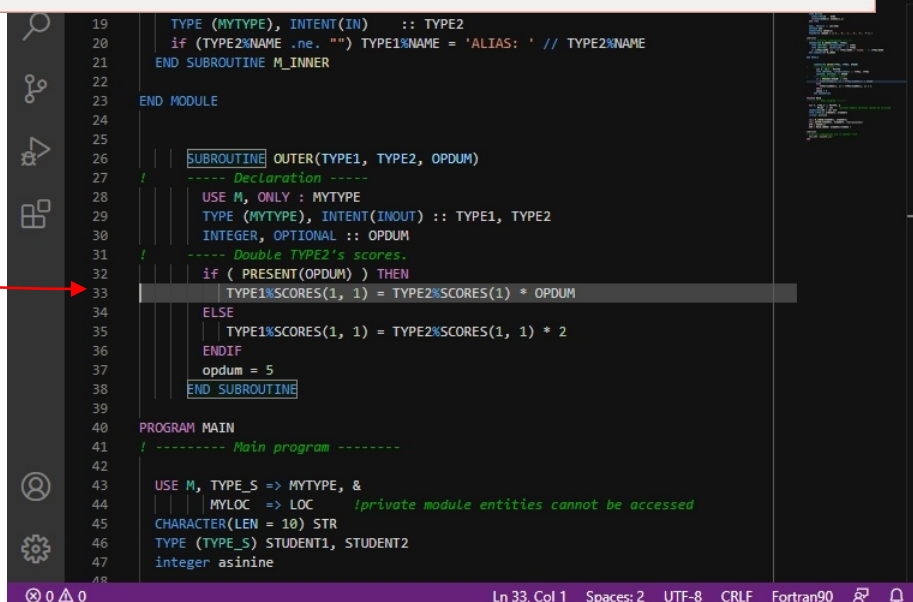 19 TYPE (MYTYPE), INTENT(IN) :: TYPE2
20 if (TYPE2%NAME .ne. "") TYPE1%NAME = 'ALIAS: ' // TYPE2%NAME
21 END SUBROUTINE M_INNER
22
23 END MODULE
24
25
26 SUBROUTINE OUTER(TYPE1, TYPE2, OPDUM)
27 ! ----- Declaration -----
28 USE M, ONLY : MYTYPE
29 TYPE (MYTYPE), INTENT(INOUT) :: TYPE1, TYPE2
30 INTEGER, OPTIONAL :: OPDUM
31 ! ----- Double TYPE2's scores.
32 if ( PRESENT(OPDUM) ) THEN
33 TYPE1%SCORES(1, 1) = TYPE2%SCORES(1) * OPDUM
34 ELSE
35 TYPE1%SCORES(1, 1) = TYPE2%SCORES(1, 1) * 2
36 ENDIF
37 opdum = 5
38 END SUBROUTINE
39
40 PROGRAM MAIN
41 ! --------- Main program --------
42
43 USE M, TYPE_S => MYTYPE, &
44 MYLOC => LOC !private module entities cannot be accessed
45 CHARACTER(LEN = 10) STR
46 TYPE (TYPE_S) STUDENT1, STUDENT2
47 integer asinine
48
0 0 Ln 33, Col 1 Spaces: 2 UTF-8 CRLF Fortran90